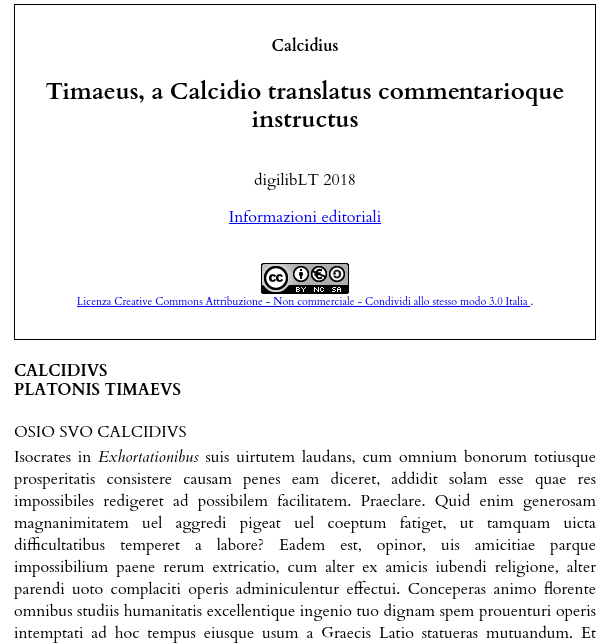 Calcidius
Timaeus, a Calcidio translatus commentarioque
instructus
digilibLT 2018
Informazioni editoriali
cc BY NC SA
Licenza Creative Commons Attribuzione - Non commerciale - Condividi allo stesso modo 3.0 Italia .
CALCIDIVS
PLATONIS TIMAEVS
OSIO SVO CALCIDIVS
Isocrates in Exhortationibus suis uirtutem laudans, cum omnium bonorum totiusque
prosperitatis consistere causam penes eam diceret, addidit solam esse quae res
impossibiles redigeret ad possibilem facilitatem. Praeclare. Quid enim generosam
magnanimitatem uel aggredi pigeat uel coeptum fatiget, ut tamquam uicta
difficultatibus temperet a labore? Eadem est, opinor, uis amicitiae parque
impossibilium paene rerum extricatio, cum alter ex amicis iubendi religione, alter
parendi uoto complaciti operis adminiculentur effectui. Conceperas animo florente
omnibus studiis humanitatis excellentique ingenio tuo dignam spem prouenturi operis
intemptati ad hoc tempus eiusque usum a Graecis Latio statueras mutuandum. Et